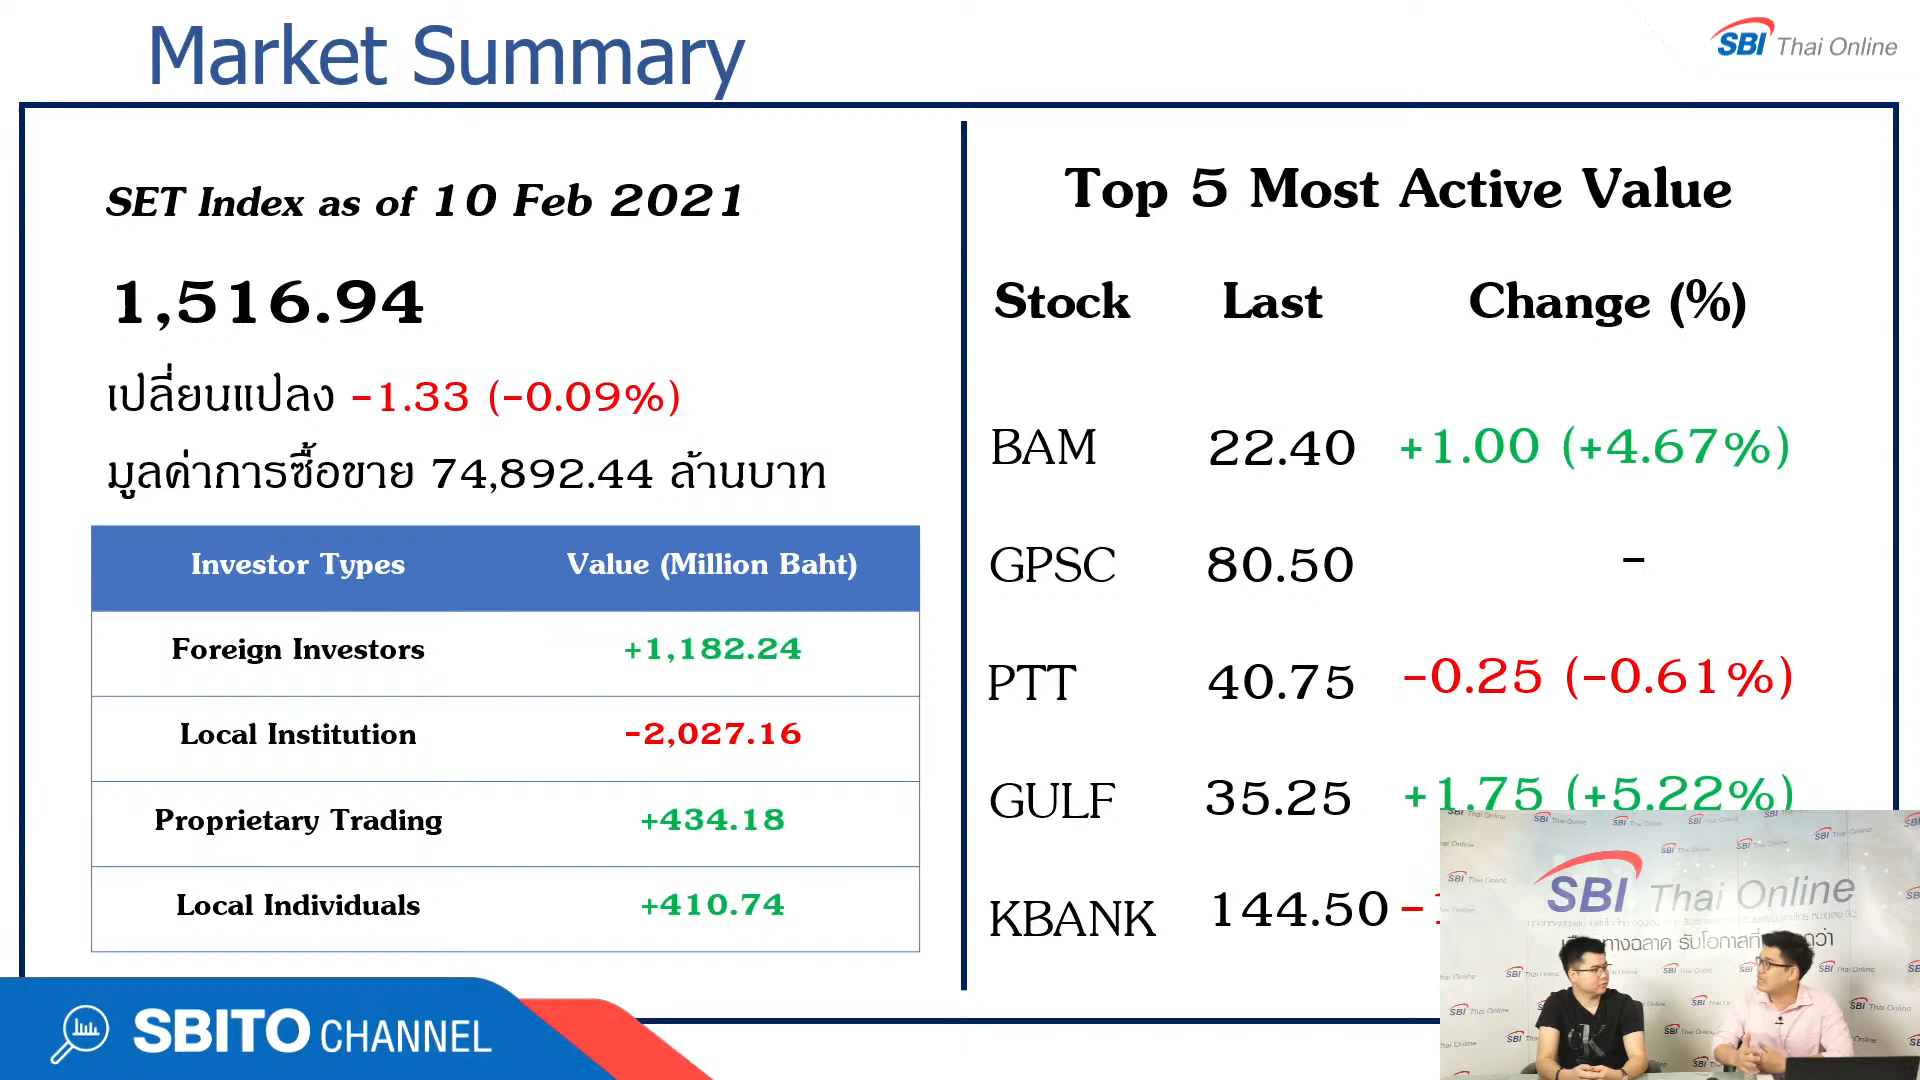 Market Summary
SBI Thai Online
SET Index as of 10 Feb 2021
1,516.94
เปลี่ยนแปลง -1.33 (-0.09%)
มูลค่าการซื้อขาย 74,892.44 ล้านบาท
Investor Types Value (Million Baht)
Foreign Investors +1,182.24
Local Institution -2,027.16
Proprietary Trading +434.18
Local Individuals +410.74
Top 5 Most Active Value
Stock Last Change (%)
BAM 22.40 +1.00 (+4.67%)
GPSC 80.50 -
PTT 40.75 -0.25 (-0.61%)
GULF 35.25 +1.75 (+5.22%)
KBANK 144.50
SBITO CHANNEL
SBI Thai Online